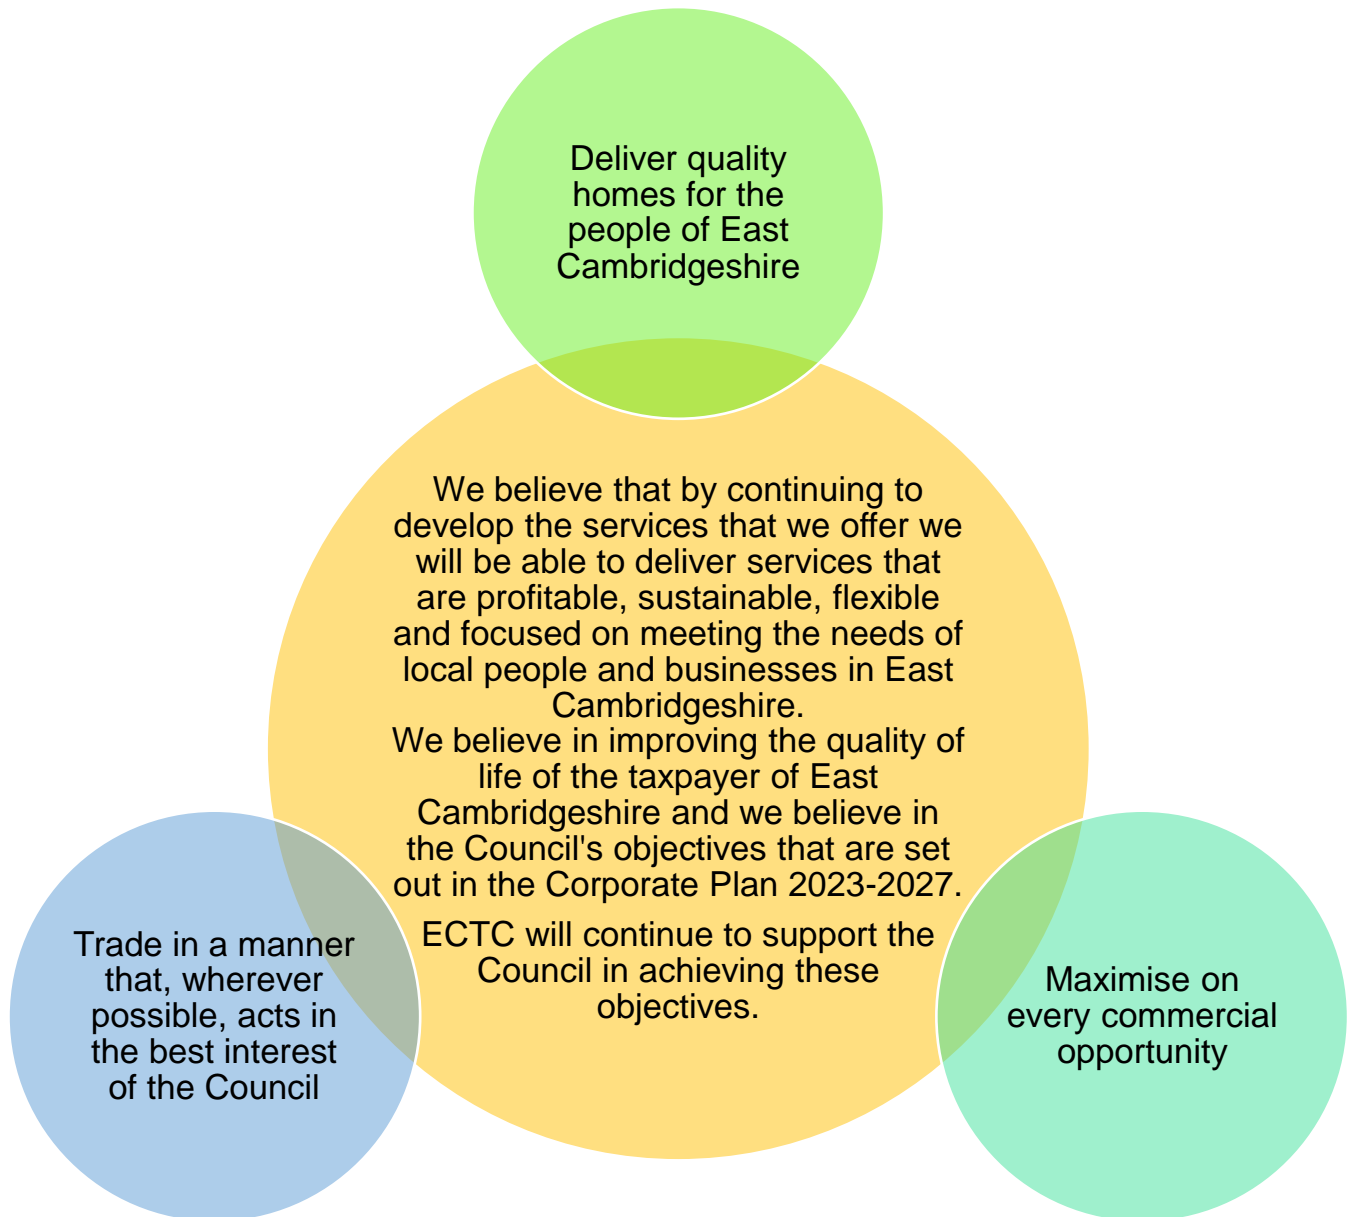 Deliver quality
homes for the
people of East
Cambridgeshire
We believe that by continuing to
develop the services that we offer we
will be able to deliver services that
are profitable, sustainable, flexible
and focused on meeting the needs of
local people and businesses in East
Cambridgeshire.
We believe in improving the quality of
life of the taxpayer of East
Cambridgeshire and we believe in
the Council's objectives that are set
out in the Corporate Plan 2023-2027.
ECTC will continue to support the
Council in achieving these
objectives.
Trade in a manner
that, wherever
possible, acts in
the best interest
of the Council
Maximise on
every commercial
opportunity